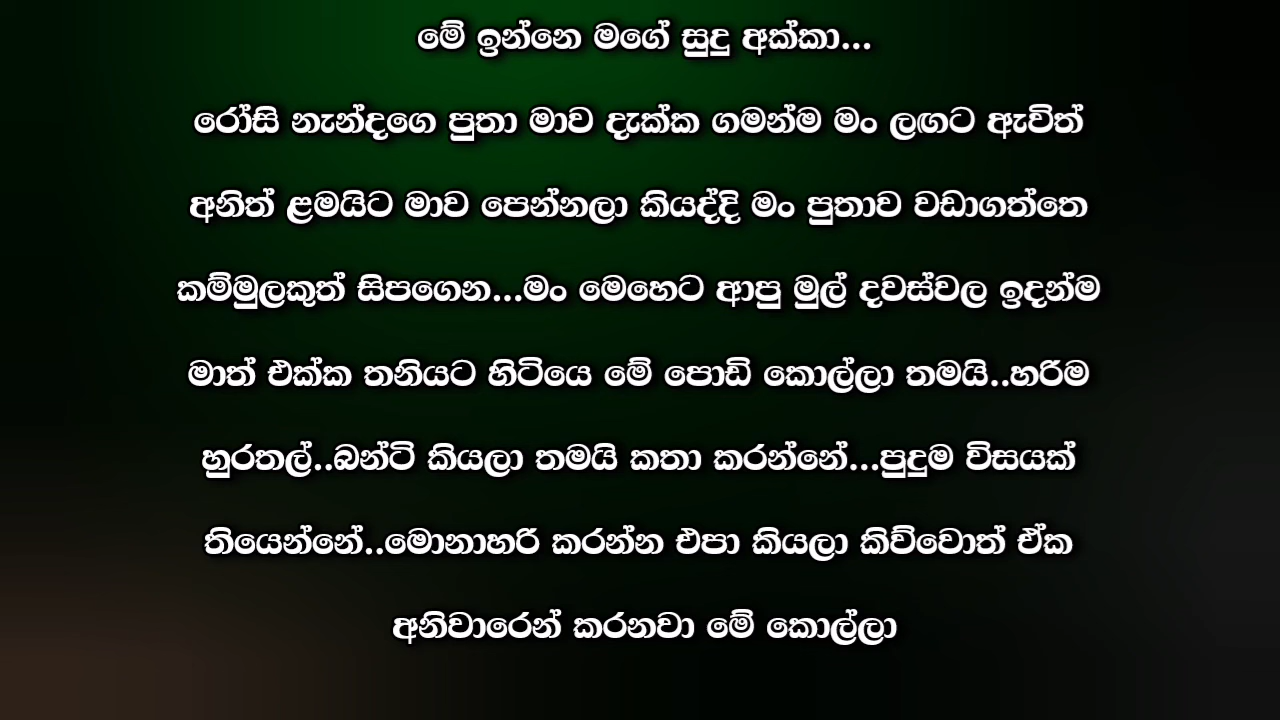 මේ ඉන්නෙ මගේ සුදු අක්කා...
රෝසි නැන්දගෙ පුතා මාව දැක්ක ගමන්ම මං ලඟට ඇවිත්
අනිත් ළමයිට මාව පෙන්නලා කියද්දි මං පුතාව වඩාගත්තෙ
කම්මුලකුත් සිපගෙන...මං මෙහෙට ආපු මුල් දවස්වල ඉදන්ම
මාත් එක්ක තනියට හිටියෙ මේ පොඩි කොල්ලා තමයි..හරිම
හුරතල්..බන්ටි කියලා තමයි කතා කරන්නේ...පුදුම විසයක්
තියෙන්නේ..මොනාහරි කරන්න එපා කියලා කිව්වොත් ඒක
අනිවාරෙන් කරනවා මේ කොල්ලා